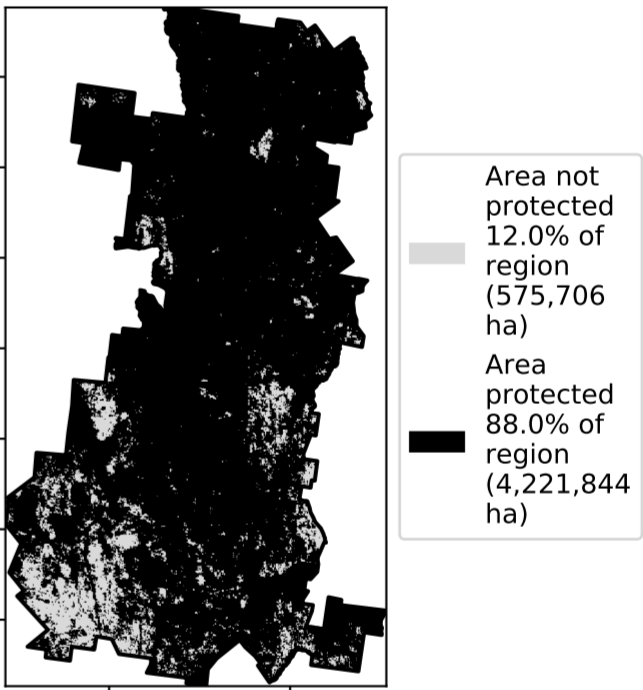 Area not
protected
12.0% of
region
(575,706
ha)
Area
protected
88.0% of
region
(4,221,844
ha)